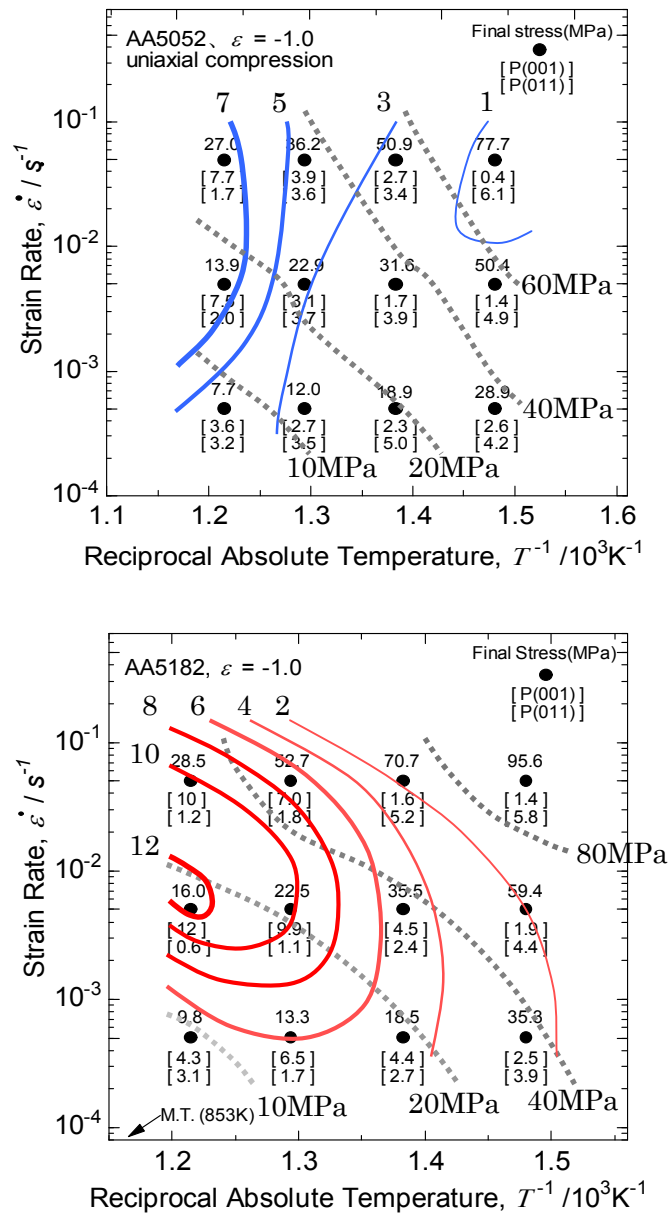 AA5052、 ε = -1.0
uniaxial compression
Final stress(MPa)
[ P(001) ]
[ P(011) ]
7 5 3 1
27.0 36.2 50.9 77.7
[ 7.7 ] [ 3.9 ] [ 2.7 ] [ 0.4 ]
[ 1.7 ] [ 3.6 ] [ 3.4 ] [ 6.1 ]
13.9 22.9 31.6 50.4
[ 7.5 ] [ 3.1 ] [ 1.7 ] [ 1.4 ]
[ 2.0 ] [ 3.7 ] [ 3.9 ] [ 4.9 ]
60MPa
7.7 12.0 18.9 28.9
[ 3.6 ] [ 2.7 ] [ 2.3 ] [ 2.6 ]
[ 3.2 ] [ 3.5 ] [ 5.0 ] [ 4.2 ]
40MPa
10MPa 20MPa
10⁻¹
10⁻²
10⁻³
10⁻⁴
Strain Rate, ε̇ / s⁻¹
1.1 1.2 1.3 1.4 1.5 1.6
Reciprocal Absolute Temperature, T⁻¹ /10³K⁻¹
AA5182, ε = -1.0
Final Stress(MPa)
[ P(001) ]
[ P(011) ]
8 6 4 2
10
12
28.5 52.7 70.7 95.6
[ 10 ] [ 7.0 ] [ 1.6 ] [ 1.4 ]
[ 1.2 ] [ 1.8 ] [ 5.2 ] [ 5.8 ]
80MPa
16.0 22.5 35.5 59.4
[ 12 ] [ 9.9 ] [ 4.5 ] [ 1.9 ]
[ 0.6 ] [ 1.1 ] [ 2.4 ] [ 4.4 ]
9.8 13.3 18.5 35.3
[ 4.3 ] [ 6.5 ] [ 4.4 ] [ 2.5 ]
[ 3.1 ] [ 1.7 ] [ 2.7 ] [ 3.9 ]
10MPa 20MPa 40MPa
M.T. (853K)
10⁻¹
10⁻²
10⁻³
10⁻⁴
Strain Rate, ε̇ / s⁻¹
1.2 1.3 1.4 1.5
Reciprocal Absolute Temperature, T⁻¹ /10³K⁻¹